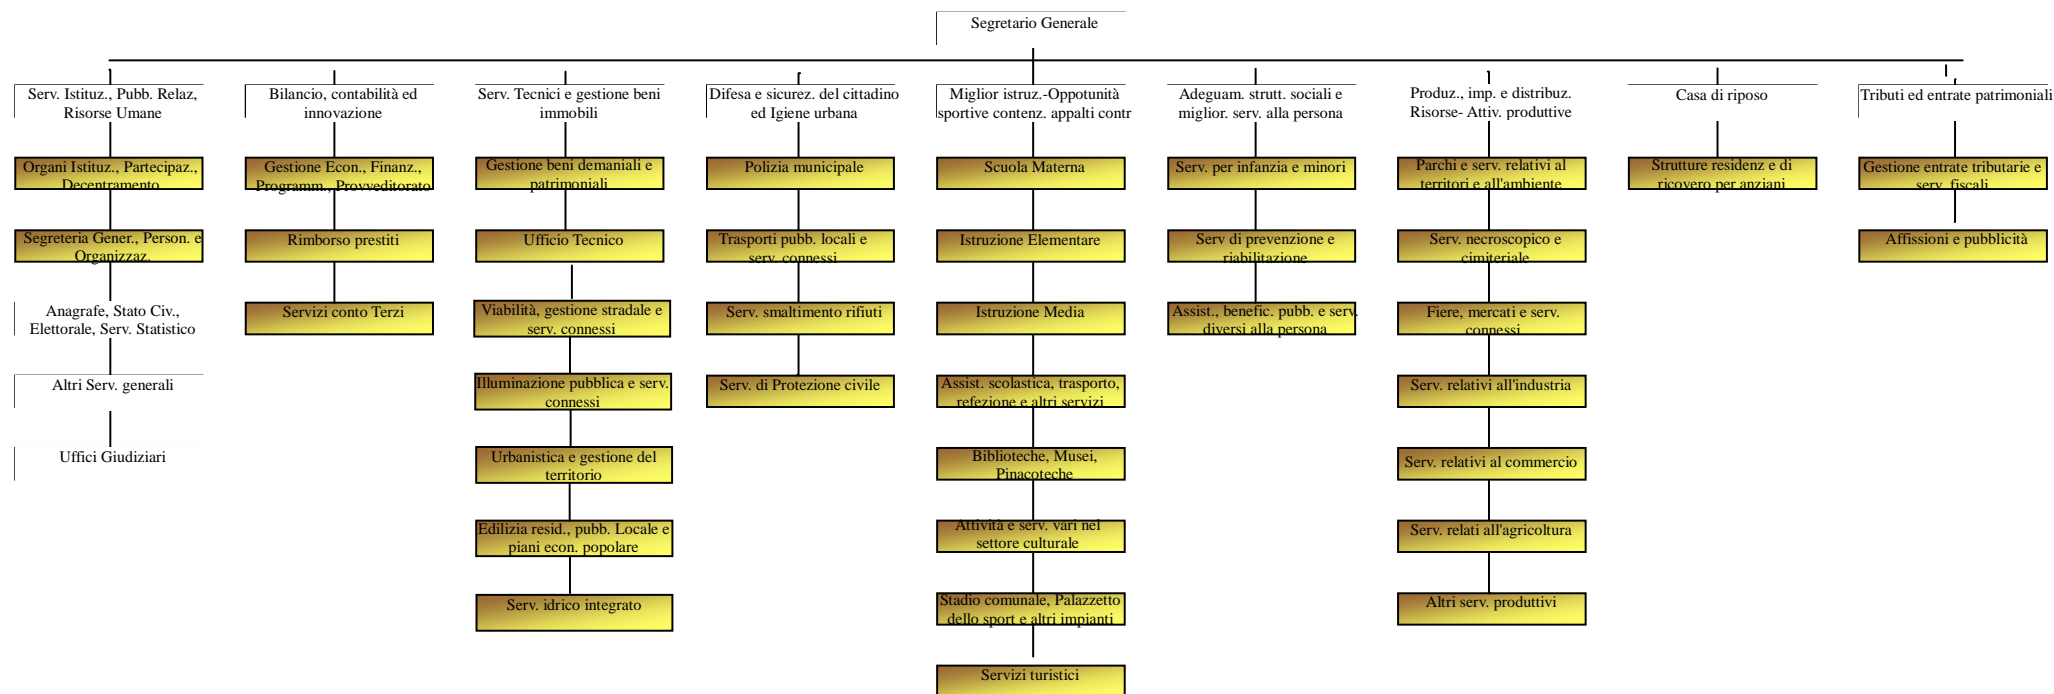 Segretario Generale
Serv. Istituz., Pubb. Relaz,
Risorse Umane
Organi Istituz., Partecipaz.,
Decentramento
Segreteria Gener., Person. e
Organizzaz.
Anagrafe, Stato Civ.,
Elettorale, Serv. Statistico
Altri Serv. generali
Uffici Giudiziari
Bilancio, contabilità ed
innovazione
Gestione Econ., Finanz.,
Programm., Provveditorato
Rimborso prestiti
Servizi conto Terzi
Serv. Tecnici e gestione beni
immobili
Gestione beni demaniali e
patrimoniali
Ufficio Tecnico
Viabilità, gestione stradale e
serv. connessi
Illuminazione pubblica e serv.
connessi
Urbanistica e gestione del
territorio
Edilizia resid., pubb. Locale e
piani econ. popolare
Serv. idrico integrato
Difesa e sicurez. del cittadino
ed Igiene urbana
Polizia municipale
Trasporti pubb. locali e
serv. connessi
Serv. smaltimento rifiuti
Serv. di Protezione civile
Miglior istruz.-Oppotunità
sportive contenz. appalti contr
Scuola Materna
Istruzione Elementare
Istruzione Media
Assist. scolastica, trasporto,
refezione e altri servizi
Biblioteche, Musei,
Pinacoteche
Attività e serv. vari nel
settore culturale
Stadio comunale, Palazzetto
dello sport e altri impianti
Servizi turistici
Adeguam. strutt. sociali e
miglior. serv. alla persona
Serv. per infanzia e minori
Serv di prevenzione e
riabilitazione
Assist., benefic. pubb. e serv.
diversi alla persona
Produz., imp. e distribuz.
Risorse- Attiv. produttive
Parchi e serv. relativi al
territori e all'ambiente
Serv. necroscopico e
cimiteriale
Fiere, mercati e serv.
connessi
Serv. relativi all'industria
Serv. relativi al commercio
Serv. relati all'agricoltura
Altri serv. produttivi
Casa di riposo
Strutture residenz e di
ricovero per anziani
Tributi ed entrate patrimoniali
Gestione entrate tributarie e
serv. fiscali
Affissioni e pubblicità